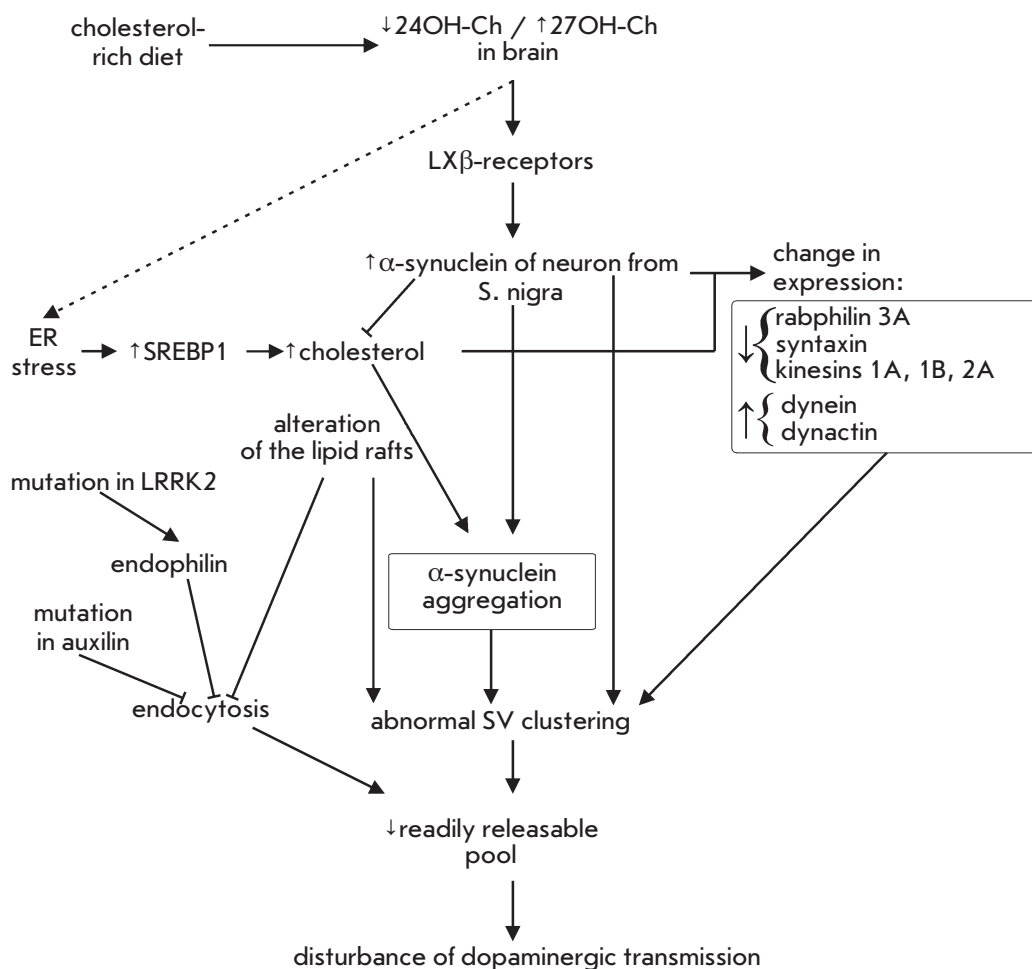 cholesterol-
rich diet
↓24OH-Ch / ↑27OH-Ch
in brain
LXβ-receptors
↑α-synuclein of neuron from
S. nigra
change in
expression:
↓{rabphilin 3A
syntaxin
kinesins 1A, 1B, 2A
↑{dynein
dynactin
ER
stress
↑SREBP1
↑cholesterol
alteration
of the lipid rafts
mutation in LRRK2
endophilin
α-synuclein
aggregation
mutation
in auxilin
endocytosis
abnormal SV clustering
↓readily releasable
pool
disturbance of dopaminergic transmission